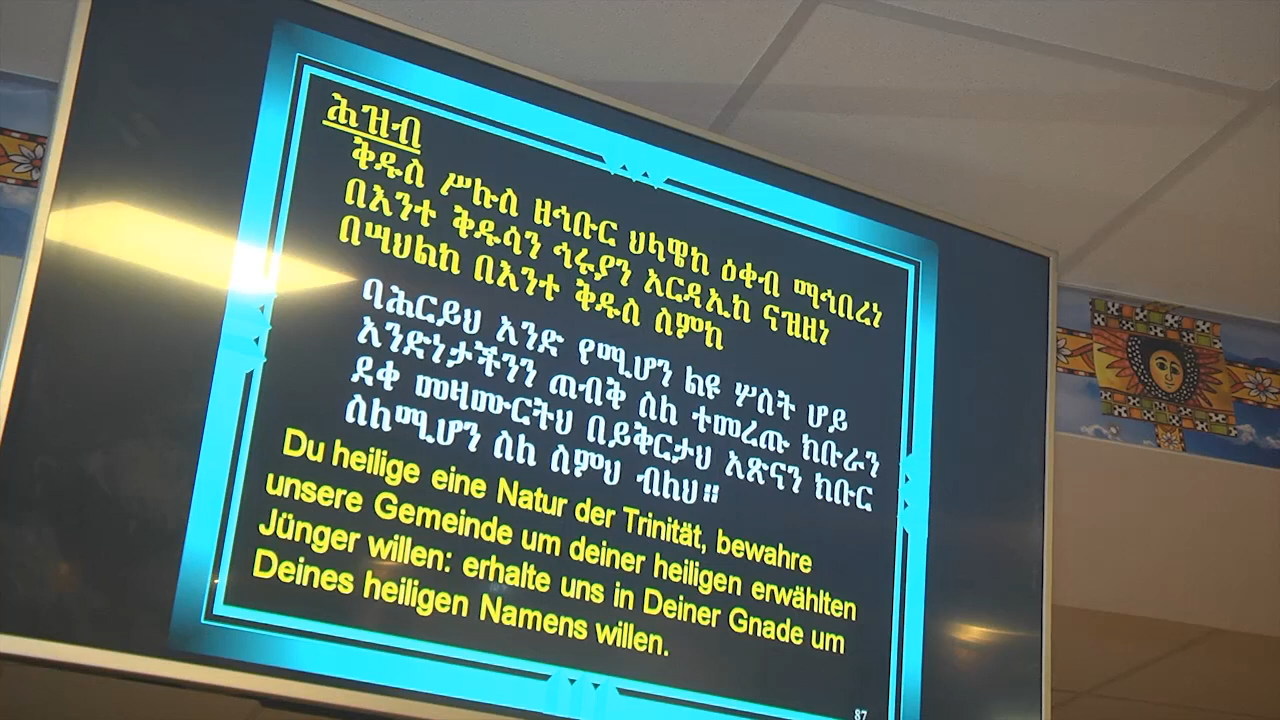 ሕዝብ
ቅዱስ ሥሉስ ዘኅቡር ህላዌከ ዕቀብ ማኅበረነ
በእንተ ቅዱሳን ኅሩያን አርዳኢከ ናዝዘነ
በሣህልከ በእንተ ቅዱስ ስምከ
ባሕርይህ አንድ የሚሆን ልዩ ሦስት ሆይ
አንድነታችንን ጠብቅ ስለ ተመረጡ ክቡራን
ደቀ መዛሙርትህ በይቅርታህ አጽናን ክቡር
ስለሚሆን ስለ ስምህ ብለህ።
Du heilige eine Natur der Trinität, bewahre
unsere Gemeinde um deiner heiligen erwählten
Jünger willen: erhalte uns in Deiner Gnade um
Deines heiligen Namens willen.
87